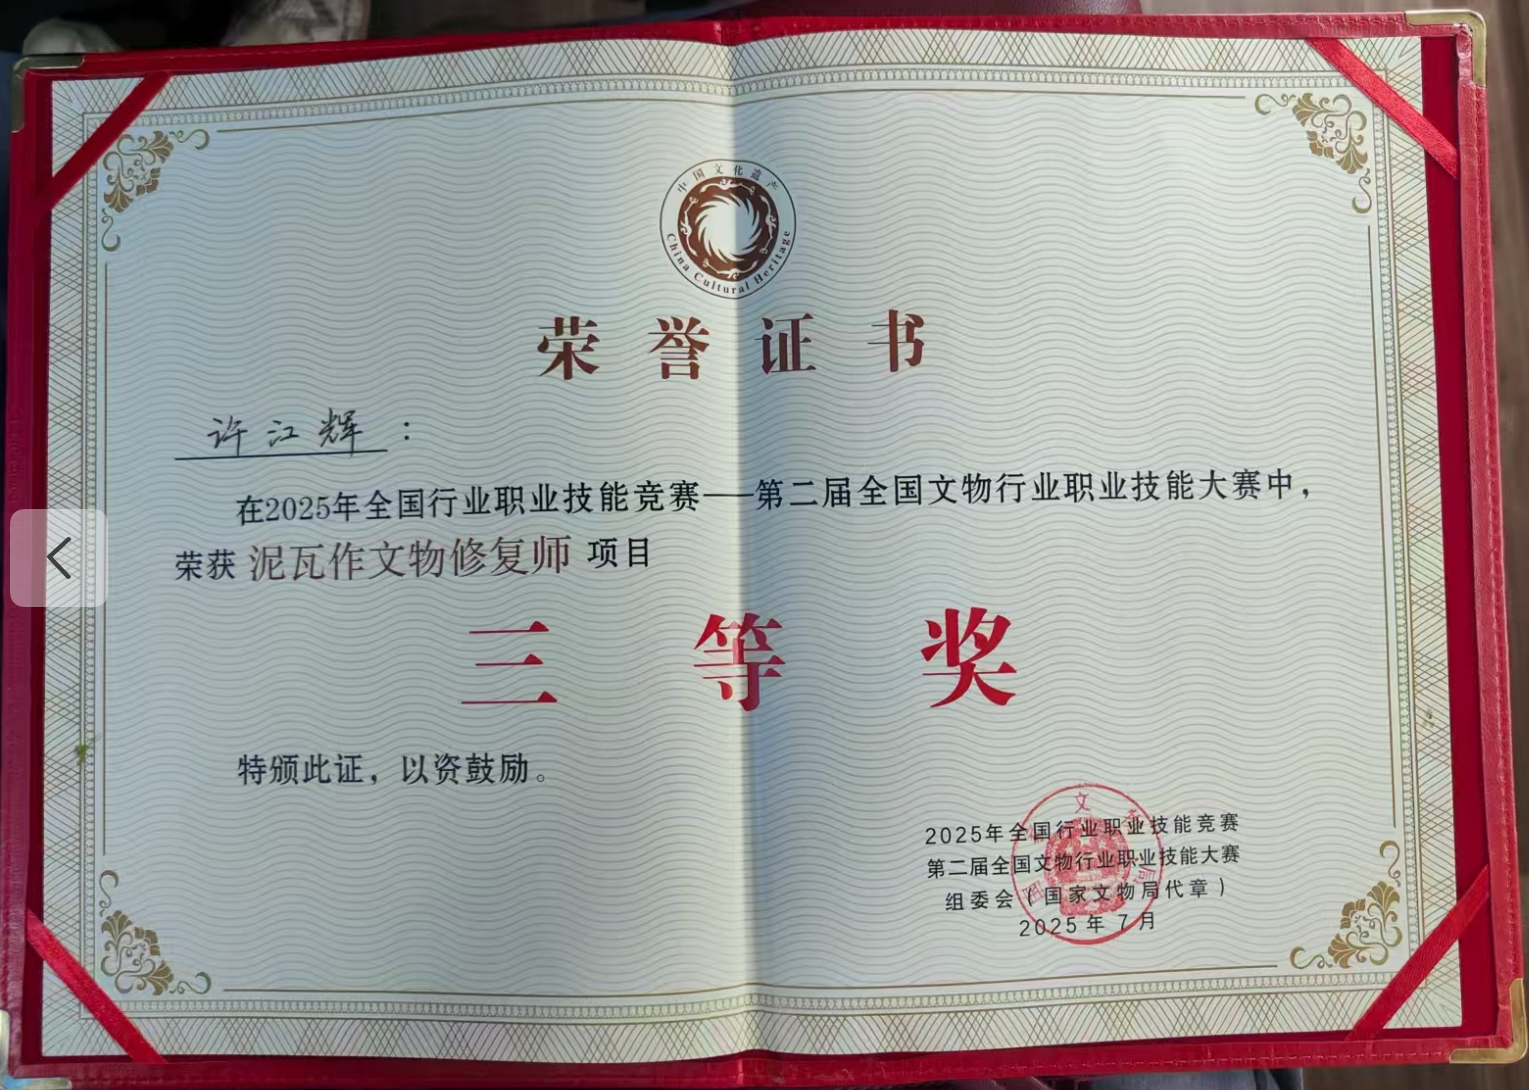 中国文化遗产
China Cultural Heritage
荣誉证书
许江辉：
在2025年全国行业职业技能竞赛——第二届全国文物行业职业技能大赛中，
荣获 泥瓦作文物修复师 项目
三等奖
特颁此证，以资鼓励。
2025年全国行业职业技能竞赛
第二届全国文物行业职业技能大赛
组委会（国家文物局代章）
2025年7月